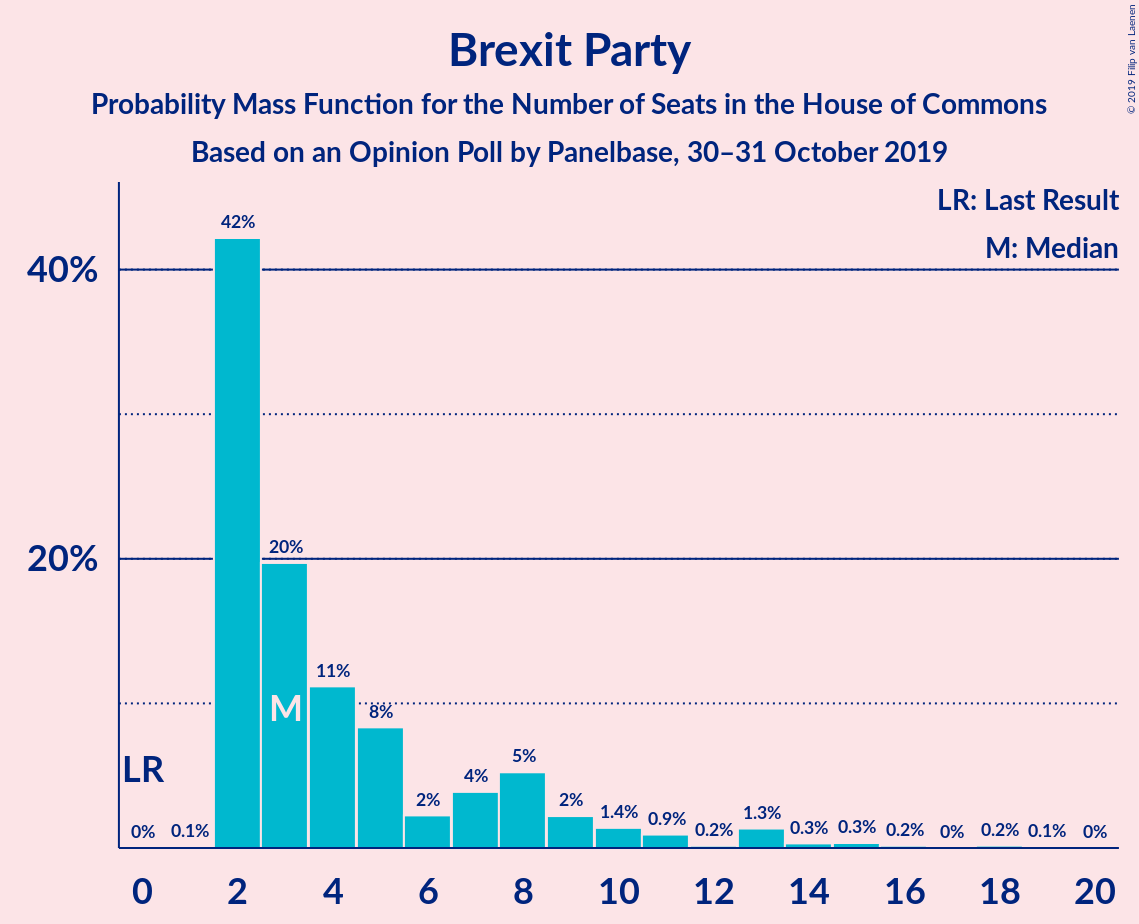 Brexit Party
Probability Mass Function for the Number of Seats in the House of Commons
Based on an Opinion Poll by Panelbase, 30–31 October 2019
© 2019 Filip van Laenen
LR: Last Result
M: Median
40%
20%
42%
20%
11%
8%
2%
4%
5%
2%
1.4%
0.9%
0.2%
1.3%
0.3%
0.3%
0.2%
0%
0.2%
0.1%
0%
M
LR
0%
0.1%
0 2 4 6 8 10 12 14 16 18 20